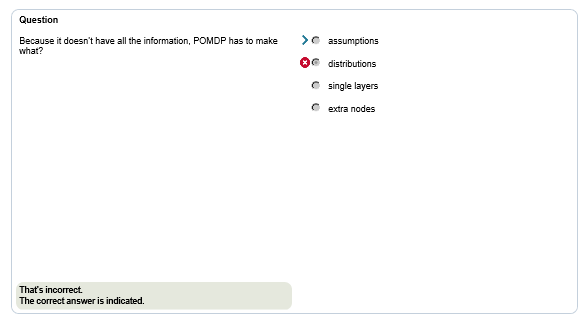 Question
Because it doesn't have all the information, POMDP has to make
what?
assumptions
distributions
single layers
extra nodes
That's incorrect.
The correct answer is indicated.